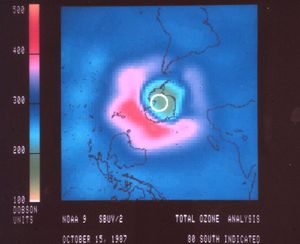 500
400
300
200
100
DOBSON
UNITS
NOAA 9 SBUV/2 TOTAL OZONE ANALYSIS
OCTOBER 15, 1987 80 SOUTH INDICATED